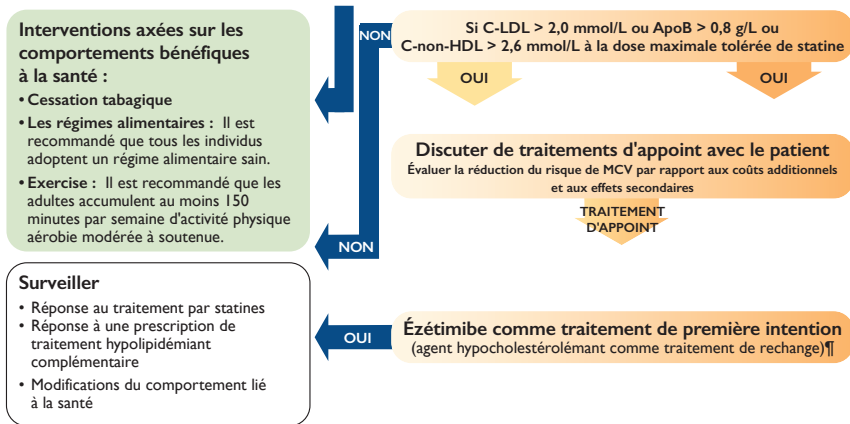 Interventions axées sur les
comportements bénéfiques
à la santé :
• Cessation tabagique
• Les régimes alimentaires : Il est
recommandé que tous les individus
adoptent un régime alimentaire sain.
• Exercise : Il est recommandé que les
adultes accumulent au moins 150
minutes par semaine d'activité physique
aérobie modérée à soutenue.
Surveiller
• Réponse au traitement par statines
• Réponse à une prescription de
traitement hypolipidémiant
complémentaire
• Modifications du comportement lié
à la santé
NON
Si C-LDL > 2,0 mmol/L ou ApoB > 0,8 g/L ou
C-non-HDL > 2,6 mmol/L à la dose maximale tolérée de statine
OUI
OUI
Discuter de traitements d'appoint avec le patient
Évaluer la réduction du risque de MCV par rapport aux coûts additionnels
et aux effets secondaires
TRAITEMENT
D'APPOINT
NON
OUI
Ézétimibe comme traitement de première intention
(agent hypocholestérolémant comme traitement de rechange)¶